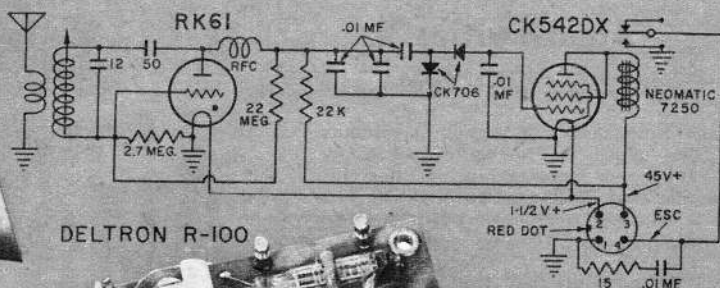 RK61
CK542DX
.01 MF
12
50
RFC
22 MEG.
22 K
CK706
.01 MF
NEOMATIC 7250
2.7 MEG.
45V+
1-1/2 V+
ESC
DELTRON R-100
RED DOT
2 3
1 4
15
.01 MF